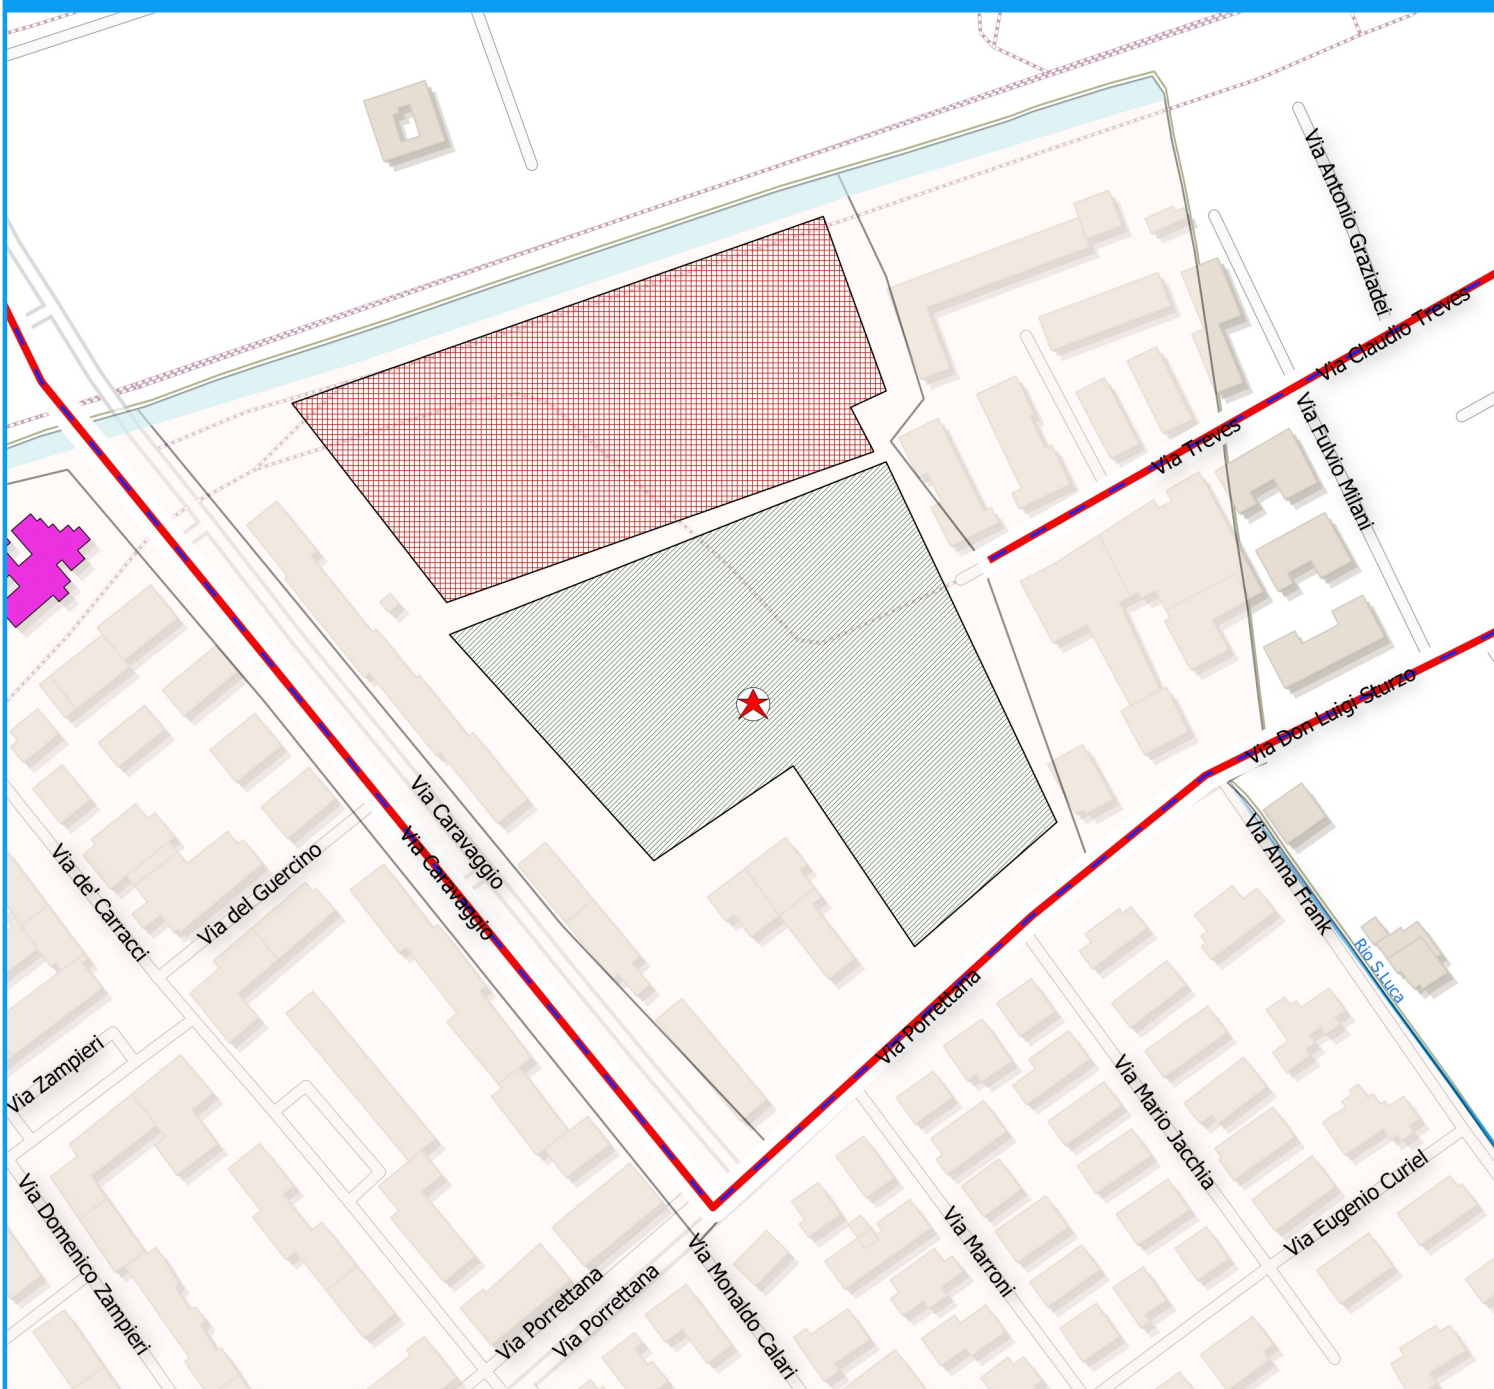 Via Antonio Graziadei
Via Claudio Treves
Via Treves
Via Fulvio Milani
Via Don Luigi Sturzo
Via Caravaggio
Via Caravaggio
Via de' Carracci
Via del Guercino
Via Anna Frank
Rio S.Luca
Via Porrettana
Via Zampieri
Via Mario Jacchia
Via Eugenio Curiel
Via Domenico Zampieri
Via Marroni
Via Monaldo Calari
Via Porrettana
Via Porrettana